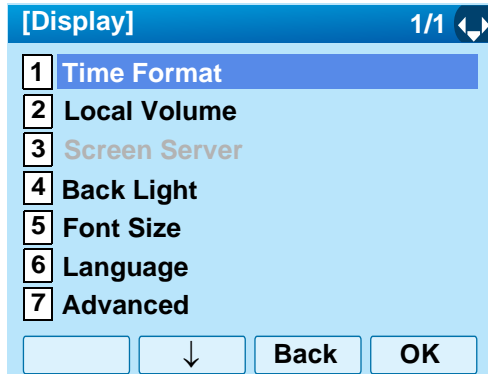 [Display] 1/1
1 Time Format
2 Local Volume
3 Screen Server
4 Back Light
5 Font Size
6 Language
7 Advanced
↓ Back OK